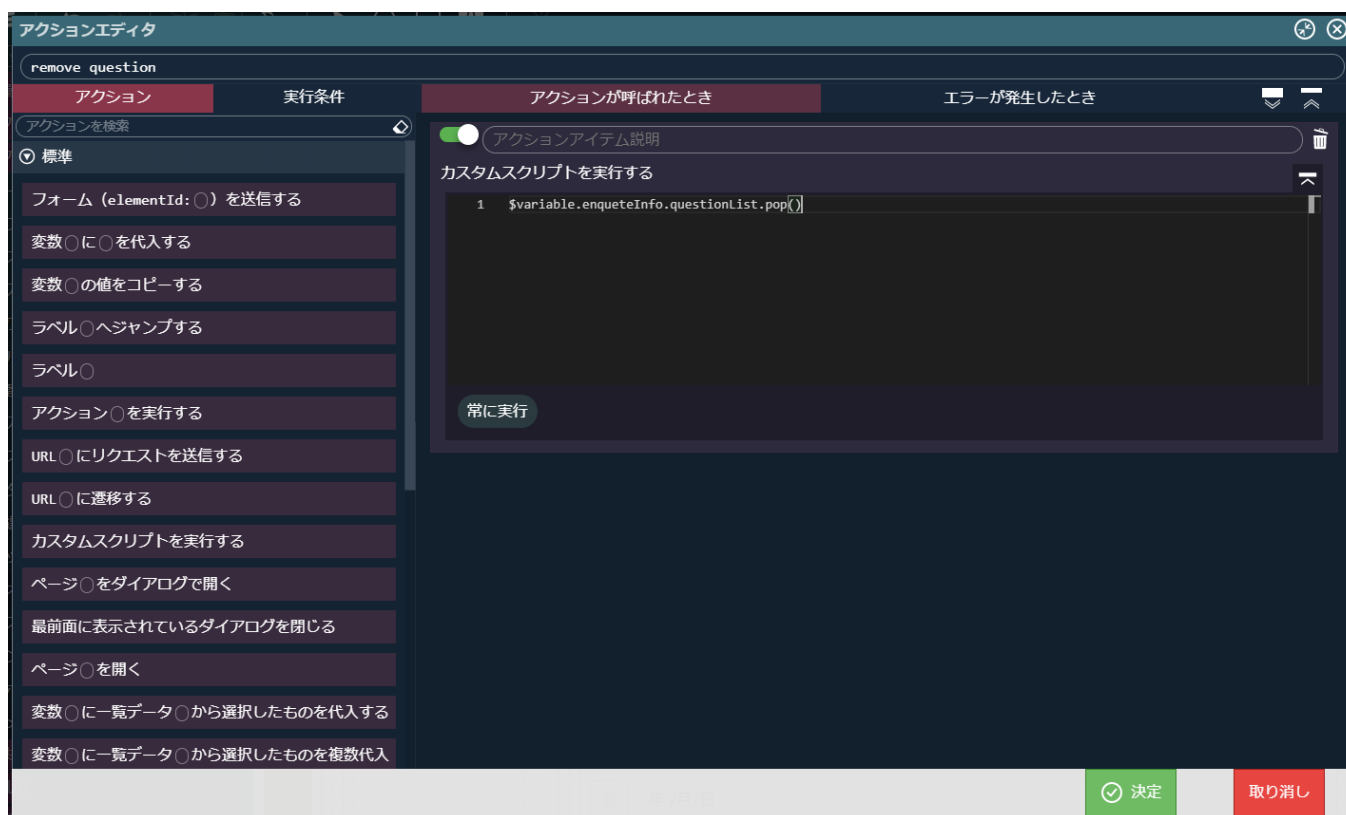 アクションエディタ
remove question
アクション
実行条件
アクションが呼ばれたとき
エラーが発生したとき
アクションを検索
標準
フォーム (elementId:○) を送信する
変数○に○を代入する
変数○の値をコピーする
ラベル○へジャンプする
ラベル○
アクション○を実行する
URL○にリクエストを送信する
URL○に遷移する
カスタムスクリプトを実行する
ページ○をダイアログで開く
最前面に表示されているダイアログを閉じる
ページ○を開く
変数○に一覧データ○から選択したものを代入する
変数○に一覧データ○から選択したものを複数代入
アクションアイテム説明
カスタムスクリプトを実行する
1 $variable.enqueteInfo.questionList.pop()
常に実行
決定
取り消し